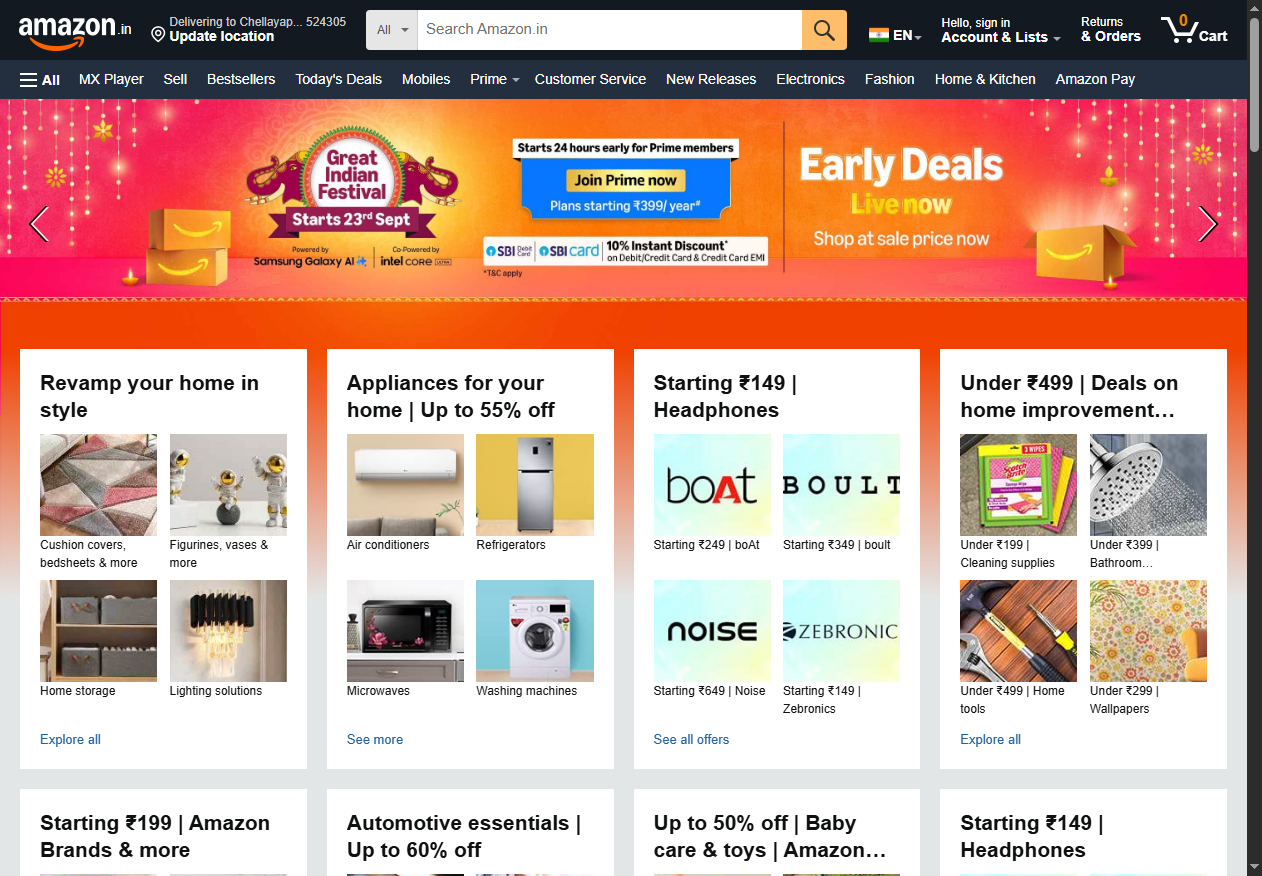 amazon.in
Delivering to Chellayap... 524305
Update location
All
Search Amazon.in
EN
Hello, sign in
Account & Lists
Returns
& Orders
0
Cart
All
MX Player
Sell
Bestsellers
Today's Deals
Mobiles
Prime
Customer Service
New Releases
Electronics
Fashion
Home & Kitchen
Amazon Pay
Great
Indian
Festival
Starts 23rd Sept
Powered by
Samsung Galaxy AI
Co-Powered by
intel CORE ULTRA
Starts 24 hours early for Prime members
Join Prime now
Plans starting ₹399/ year#
SBI Debit Card
SBI card
10% Instant Discount*
on Debit/Credit Card & Credit Card EMI
*T&C apply
Early Deals
Live now
Shop at sale price now
Revamp your home in
style
Cushion covers,
bedsheets & more
Figurines, vases &
more
Home storage
Lighting solutions
Explore all
Appliances for your
home | Up to 55% off
Air conditioners
Refrigerators
Microwaves
Washing machines
See more
Starting ₹149 |
Headphones
boAt
BOULT
Starting ₹249 | boAt
Starting ₹349 | boult
NOISE
ZEBRONIC
Starting ₹649 | Noise
Starting ₹149 |
Zebronics
See all offers
Under ₹499 | Deals on
home improvement…
3 WIPES
Scotch
Brite
Under ₹199 |
Cleaning supplies
Under ₹399 |
Bathroom…
Under ₹499 | Home
tools
Under ₹299 |
Wallpapers
Explore all
Starting ₹199 | Amazon
Brands & more
Automotive essentials |
Up to 60% off
Up to 50% off | Baby
care & toys | Amazon…
Starting ₹149 |
Headphones